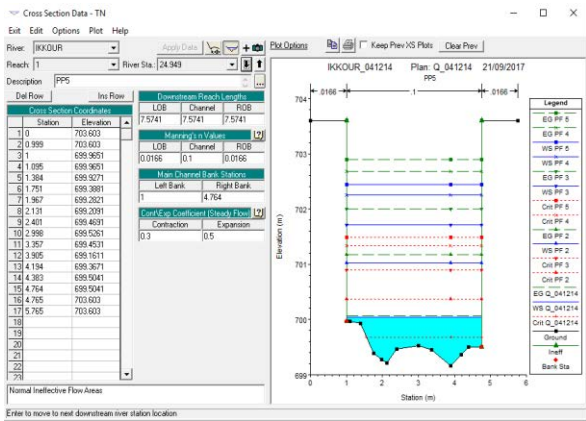 Cross Section Data - TN
Exit Edit Options Plot Help
River: IKKOUR
Apply Data
Plot Options
Keep Prev XS Plots
Clear Prev
Reach: 1
River Sta.: 24.949
Description PP5
Del Row
Ins Row
Cross Section Coordinates
Station Elevation
1 0 703.603
2 0.999 703.603
3 1 699.9651
4 1.095 699.9651
5 1.384 699.9271
6 1.751 699.3881
7 1.967 699.2821
8 2.131 699.2091
9 2.401 699.4691
10 2.998 699.5261
11 3.357 699.4531
12 3.905 699.1611
13 4.194 699.3671
14 4.383 699.5041
15 4.764 699.5041
16 4.765 703.603
17 5.765 703.603
18
19
20
21
22
23
Downstream Reach Lengths
LOB Channel ROB
7.5741 7.5741 7.5741
Manning's n Values
LOB Channel ROB
0.0166 0.1 0.0166
Main Channel Bank Stations
Left Bank Right Bank
1 4.764
Cont\Exp Coefficient (Steady Flow)
Contraction Expansion
0.3 0.5
Normal Ineffective Flow Areas
Enter to move to next downstream river station location
IKKOUR_041214 Plan: Q_041214 21/09/2017
PP5
.0166 .1 .0166
704
703
702
701
700
699
Elevation (m)
0 1 2 3 4 5 6
Station (m)
Legend
EG PF 5
EG PF 4
WS PF 5
WS PF 4
EG PF 3
WS PF 3
Crit PF 5
Crit PF 4
EG PF 2
WS PF 2
Crit PF 3
Crit PF 2
EG Q_041214
WS Q_041214
Crit Q_041214
Ground
Ineff
Bank Sta